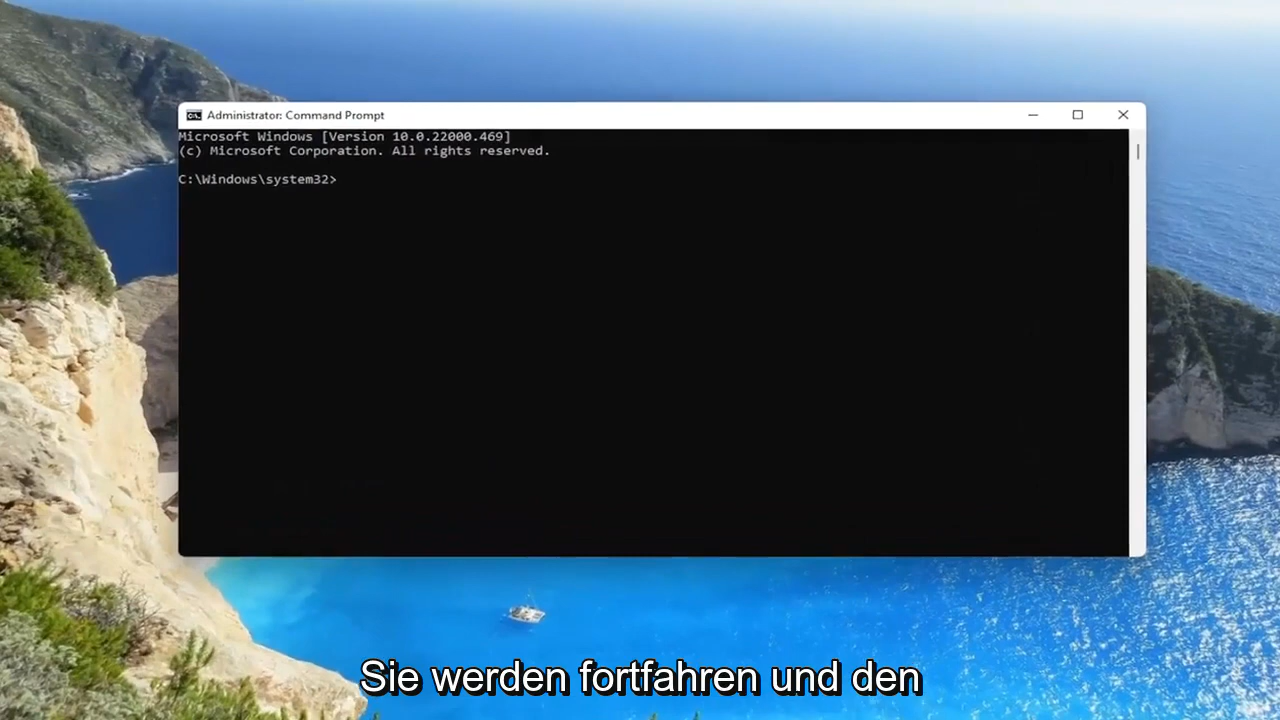 Administrator: Command Prompt
Microsoft Windows [Version 10.0.22000.469]
(c) Microsoft Corporation. All rights reserved.
C:\Windows\system32>
Sie werden fortfahren und den